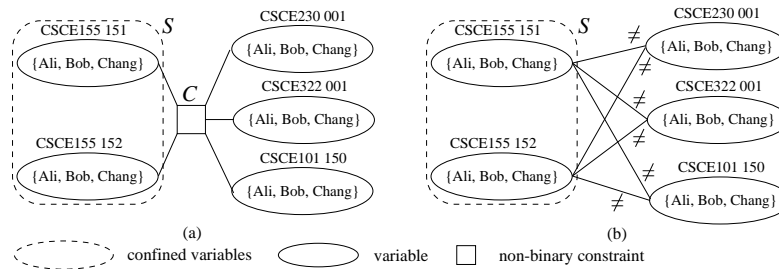 CSCE155 151
S
{Ali, Bob, Chang}
CSCE155 152
{Ali, Bob, Chang}
C
CSCE230 001
{Ali, Bob, Chang}
CSCE322 001
{Ali, Bob, Chang}
CSCE101 150
{Ali, Bob, Chang}
(a)
CSCE155 151
S
{Ali, Bob, Chang}
CSCE155 152
{Ali, Bob, Chang}
≠
≠
≠
≠
≠
≠
CSCE230 001
{Ali, Bob, Chang}
CSCE322 001
{Ali, Bob, Chang}
CSCE101 150
{Ali, Bob, Chang}
(b)
confined variables
variable
non-binary constraint